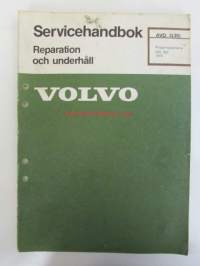 Servicehandbok
Reparation
och underhåll
VOLVO